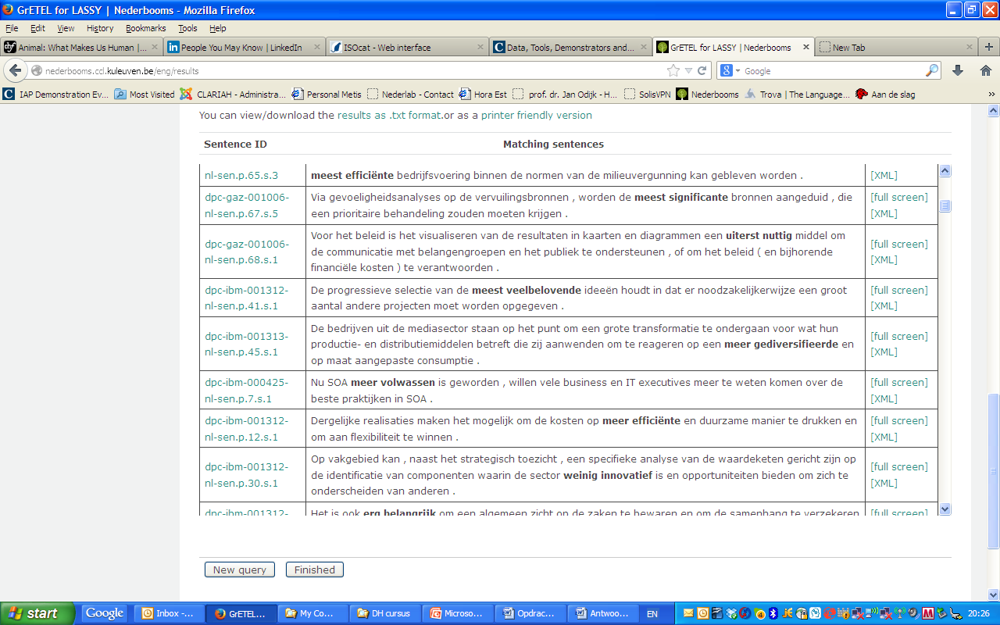 GrETEL for LASSY | Nederbooms - Mozilla Firefox
File Edit View History Bookmarks Tools Help
Animal: What Makes Us Human |... People You May Know | LinkedIn ISOcat - Web interface Data, Tools, Demonstrators and... GrETEL for LASSY | Nederbooms New Tab
nederbooms.ccl.kuleuven.be/eng/results Google
IAP Demonstration Ev... Most Visited CLARIAH - Administra... Personal Metis Nederlab - Contact Hora Est prof. dr. Jan Odijk - H... SolisVPN Nederbooms Trova | The Language... Aan de slag
You can view/download the results as .txt format.or as a printer friendly version
Sentence ID Matching sentences
nl-sen.p.65.s.3 meest efficiënte bedrijfsvoering binnen de normen van de milieuvergunning kan gebleven worden . [XML]
dpc-gaz-001006-nl-sen.p.67.s.5 Via gevoeligheidsanalyses op de vervuilingsbronnen , worden de meest significante bronnen aangeduid , die [full screen]
een prioritaire behandeling zouden moeten krijgen . [XML]
dpc-gaz-001006-nl-sen.p.68.s.1 Voor het beleid is het visualiseren van de resultaten in kaarten en diagrammen een uiterst nuttig middel om
de communicatie met belangengroepen en het publiek te ondersteunen , of om het beleid ( en bijhorende [full screen]
financiële kosten ) te verantwoorden . [XML]
dpc-ibm-001312-nl-sen.p.41.s.1 De progressieve selectie van de meest veelbelovende ideeën houdt in dat er noodzakelijkerwijze een groot [full screen]
aantal andere projecten moet worden opgegeven . [XML]
dpc-ibm-001313-nl-sen.p.45.s.1 De bedrijven uit de mediasector staan op het punt om een grote transformatie te ondergaan voor wat hun
productie- en distributiemiddelen betreft die zij aanwenden om te reageren op een meer gediversifieerde en [full screen]
op maat aangepaste consumptie . [XML]
dpc-ibm-000425-nl-sen.p.7.s.1 Nu SOA meer volwassen is geworden , willen vele business en IT executives meer te weten komen over de [full screen]
beste praktijken in SOA . [XML]
dpc-ibm-001312-nl-sen.p.12.s.1 Dergelijke realisaties maken het mogelijk om de kosten op meer efficiënte en duurzame manier te drukken en [full screen]
om aan flexibiliteit te winnen . [XML]
dpc-ibm-001312-nl-sen.p.30.s.1 Op vakgebied kan , naast het strategisch toezicht , een specifieke analyse van de waardeketen gericht zijn op
de identificatie van componenten waarin de sector weinig innovatief is en opportuniteiten bieden om zich te [full screen]
onderscheiden van anderen . [XML]
dpc-ibm-001312- Het is ook erg belangrijk om een algemeen zicht op de zaken te bewaren en om de samenhang te verzekeren [full screen]
New query Finished
start Google Inbox -... GrETEL... My Co... DH cursus Microso... Opdrac... Antwoo... EN 20:26